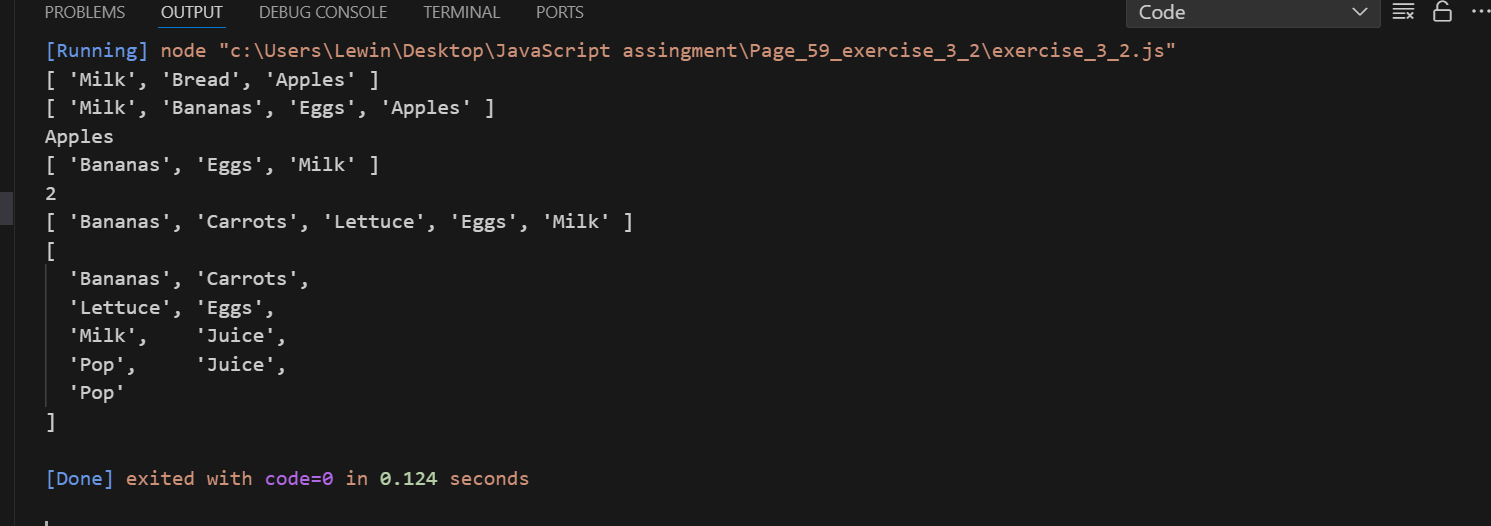 PROBLEMS OUTPUT DEBUG CONSOLE TERMINAL PORTS Code
[Running] node "c:\Users\Lewin\Desktop\JavaScript assingment\Page_59_exercise_3_2\exercise_3_2.js"
[ 'Milk', 'Bread', 'Apples' ]
[ 'Milk', 'Bananas', 'Eggs', 'Apples' ]
Apples
[ 'Bananas', 'Eggs', 'Milk' ]
2
[ 'Bananas', 'Carrots', 'Lettuce', 'Eggs', 'Milk' ]
[
  'Bananas', 'Carrots',
  'Lettuce', 'Eggs',
  'Milk',    'Juice',
  'Pop',     'Juice',
  'Pop'
]
[Done] exited with code=0 in 0.124 seconds